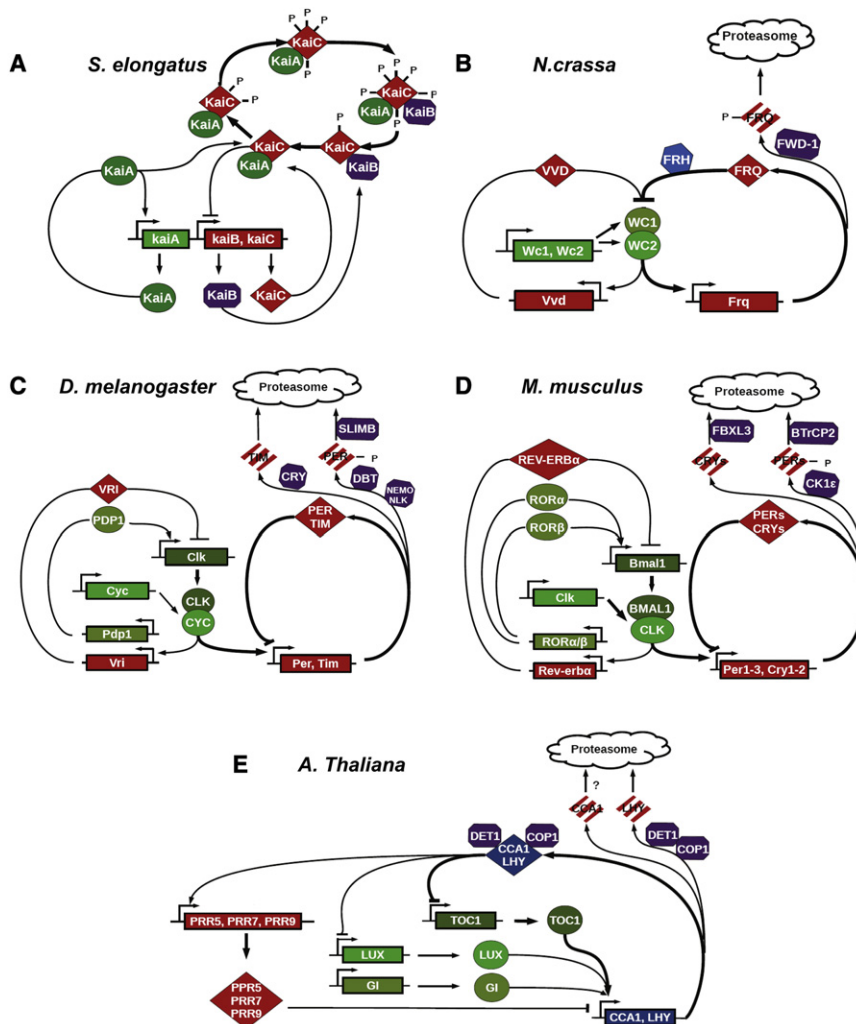 A
S. elongatus
P
P
P
P
P
KaiC
KaiA
P
P
KaiC
P
KaiA
P
P
P
P
KaiC
KaiA
KaiB
P
P
KaiC
KaiB
KaiC
KaiA
KaiA
kaiA
kaiB, kaiC
KaiA
KaiB
KaiC
B
N.crassa
Proteasome
P
FRQ
FWD-1
VVD
FRH
FRQ
WC1
WC2
Wc1, Wc2
Vvd
Frq
C
D. melanogaster
Proteasome
SLIMB
TIM
PER
P
CRY
DBT
NEMO
NLK
VRI
PDP1
PER
TIM
Clk
Cyc
CLK
CYC
Pdp1
Vri
Per, Tim
D
M. musculus
Proteasome
FBXL3
BTrCP2
CRYs
PERs
P
CK1ε
REV-ERBα
RORα
RORβ
PERs
CRYs
Bmal1
Clk
BMAL1
CLK
RORα/β
Rev-erbα
Per1-3, Cry1-2
E
A. Thaliana
Proteasome
?
CCA1
LHY
DET1
COP1
DET1
COP1
CCA1
LHY
PRR5, PRR7, PRR9
TOC1
TOC1
LUX
LUX
GI
GI
PPR5
PRR7
PRR9
CCA1, LHY